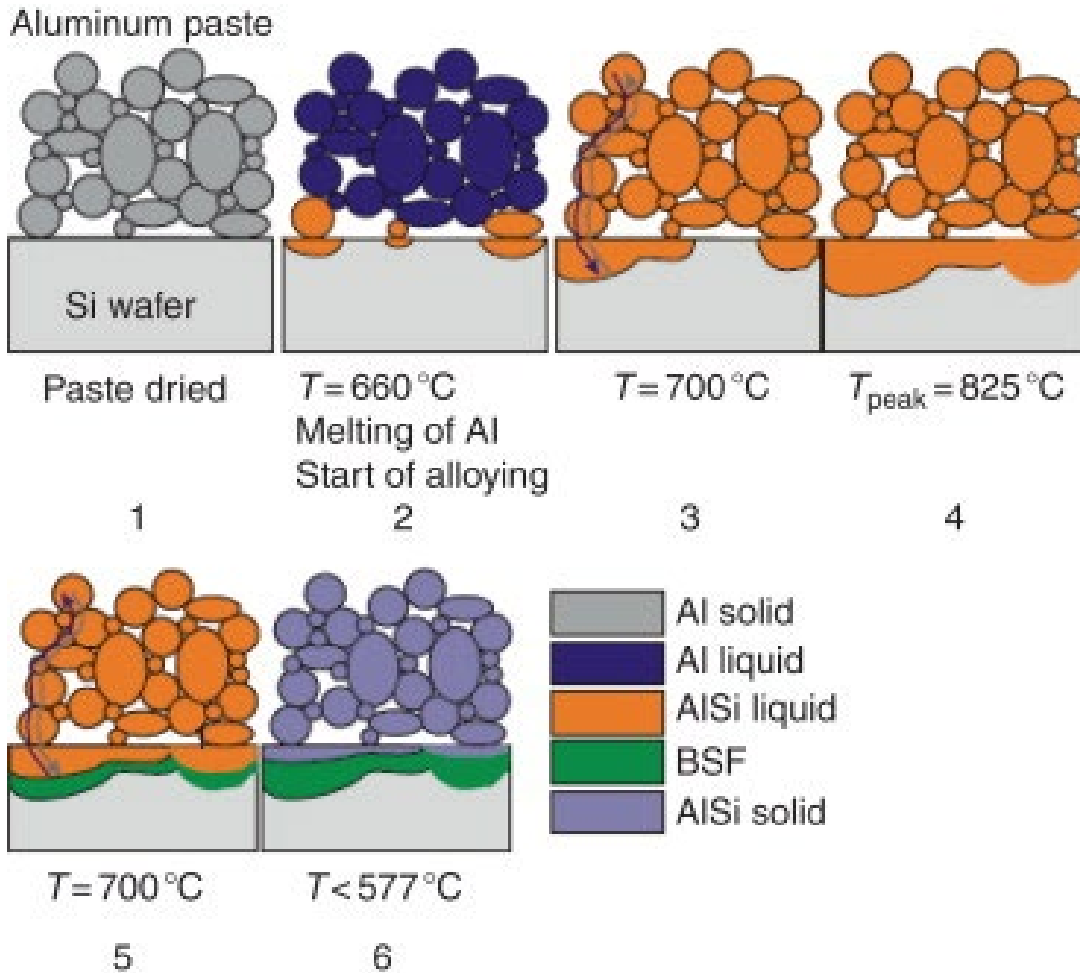 Aluminum paste
Si wafer
Paste dried
T = 660 °C
Melting of Al
Start of alloying
T = 700 °C
Tpeak = 825 °C
1
2
3
4
Al solid
Al liquid
AlSi liquid
BSF
AlSi solid
T = 700 °C
T < 577 °C
5
6